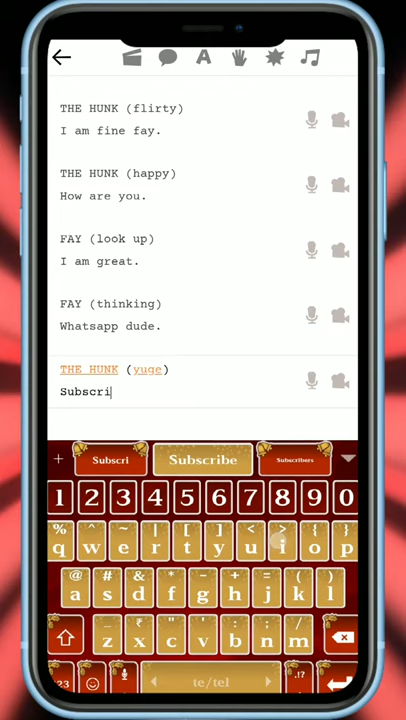 THE HUNK (flirty)
I am fine fay.
THE HUNK (happy)
How are you.
FAY (look up)
I am great.
FAY (thinking)
Whatsapp dude.
THE HUNK (yuge)
Subscri
+ Subscri Subscribe Subscribers
1 2 3 4 5 6 7 8 9 0
% ^ ~ | [ ] < > { }
q w e r t y u i o p
@ # & * - + = ( )
a s d f g h j k l
_ ₹ " ' : ; /
z x c v b n m
123 te/tel .!?